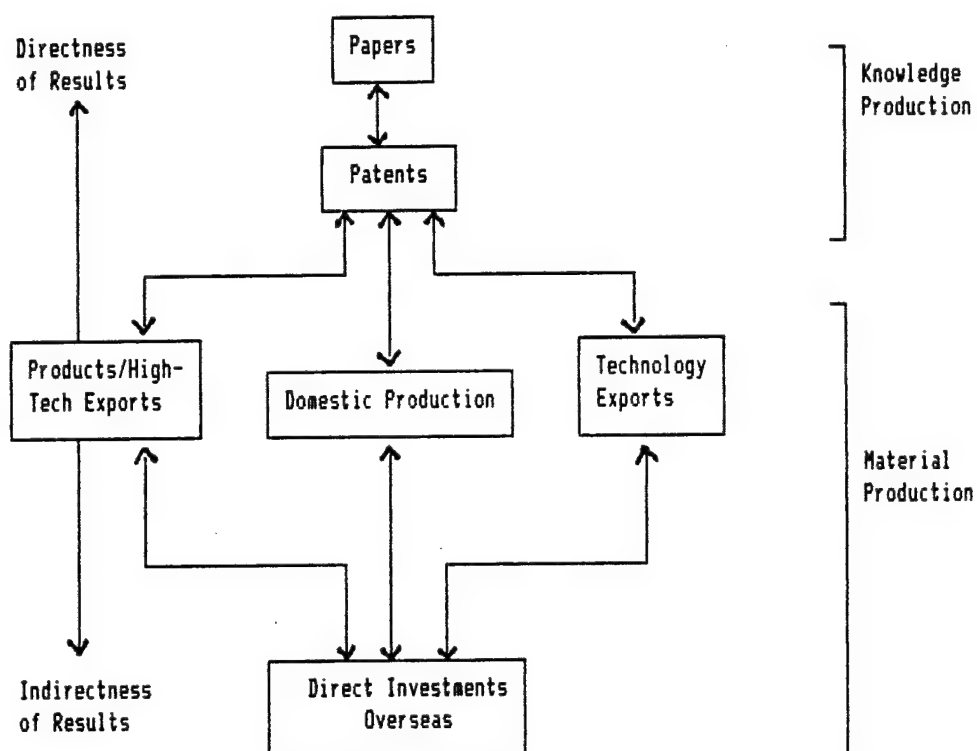 Directness
of Results
Papers
Knowledge
Production
Patents
Products/High-
Tech Exports
Domestic Production
Technology
Exports
Material
Production
Indirectness
of Results
Direct Investments
Overseas